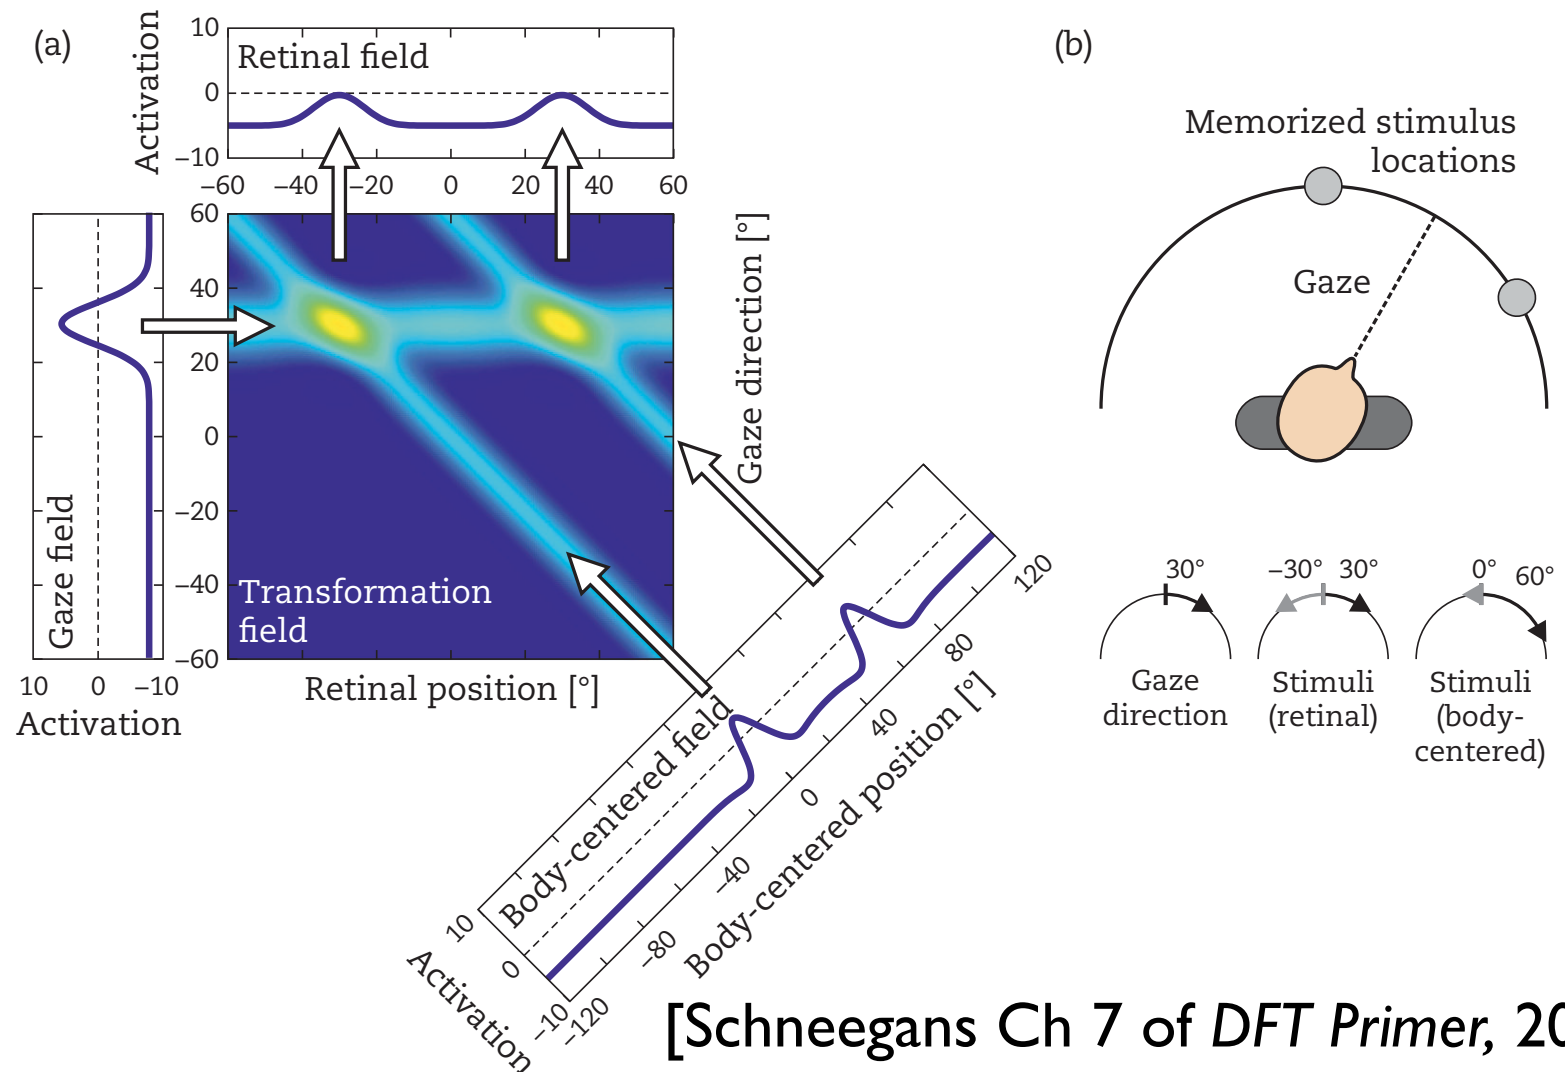 (a)
Retinal field
Activation
10
0
−10
−60 −40 −20 0 20 40 60
Gaze field
10 0 −10
Activation
60
40
20
0
−20
−40
−60
Transformation
field
Retinal position [°]
Gaze direction [°]
Body-centered field
10
0
−10
Activation
−120
−80
−40
0
40
80
120
Body-centered position [°]
(b)
Memorized stimulus
locations
Gaze
30°
Gaze
direction
−30° 30°
Stimuli
(retinal)
0° 60°
Stimuli
(body-
centered)
[Schneegans Ch 7 of DFT Primer, 20